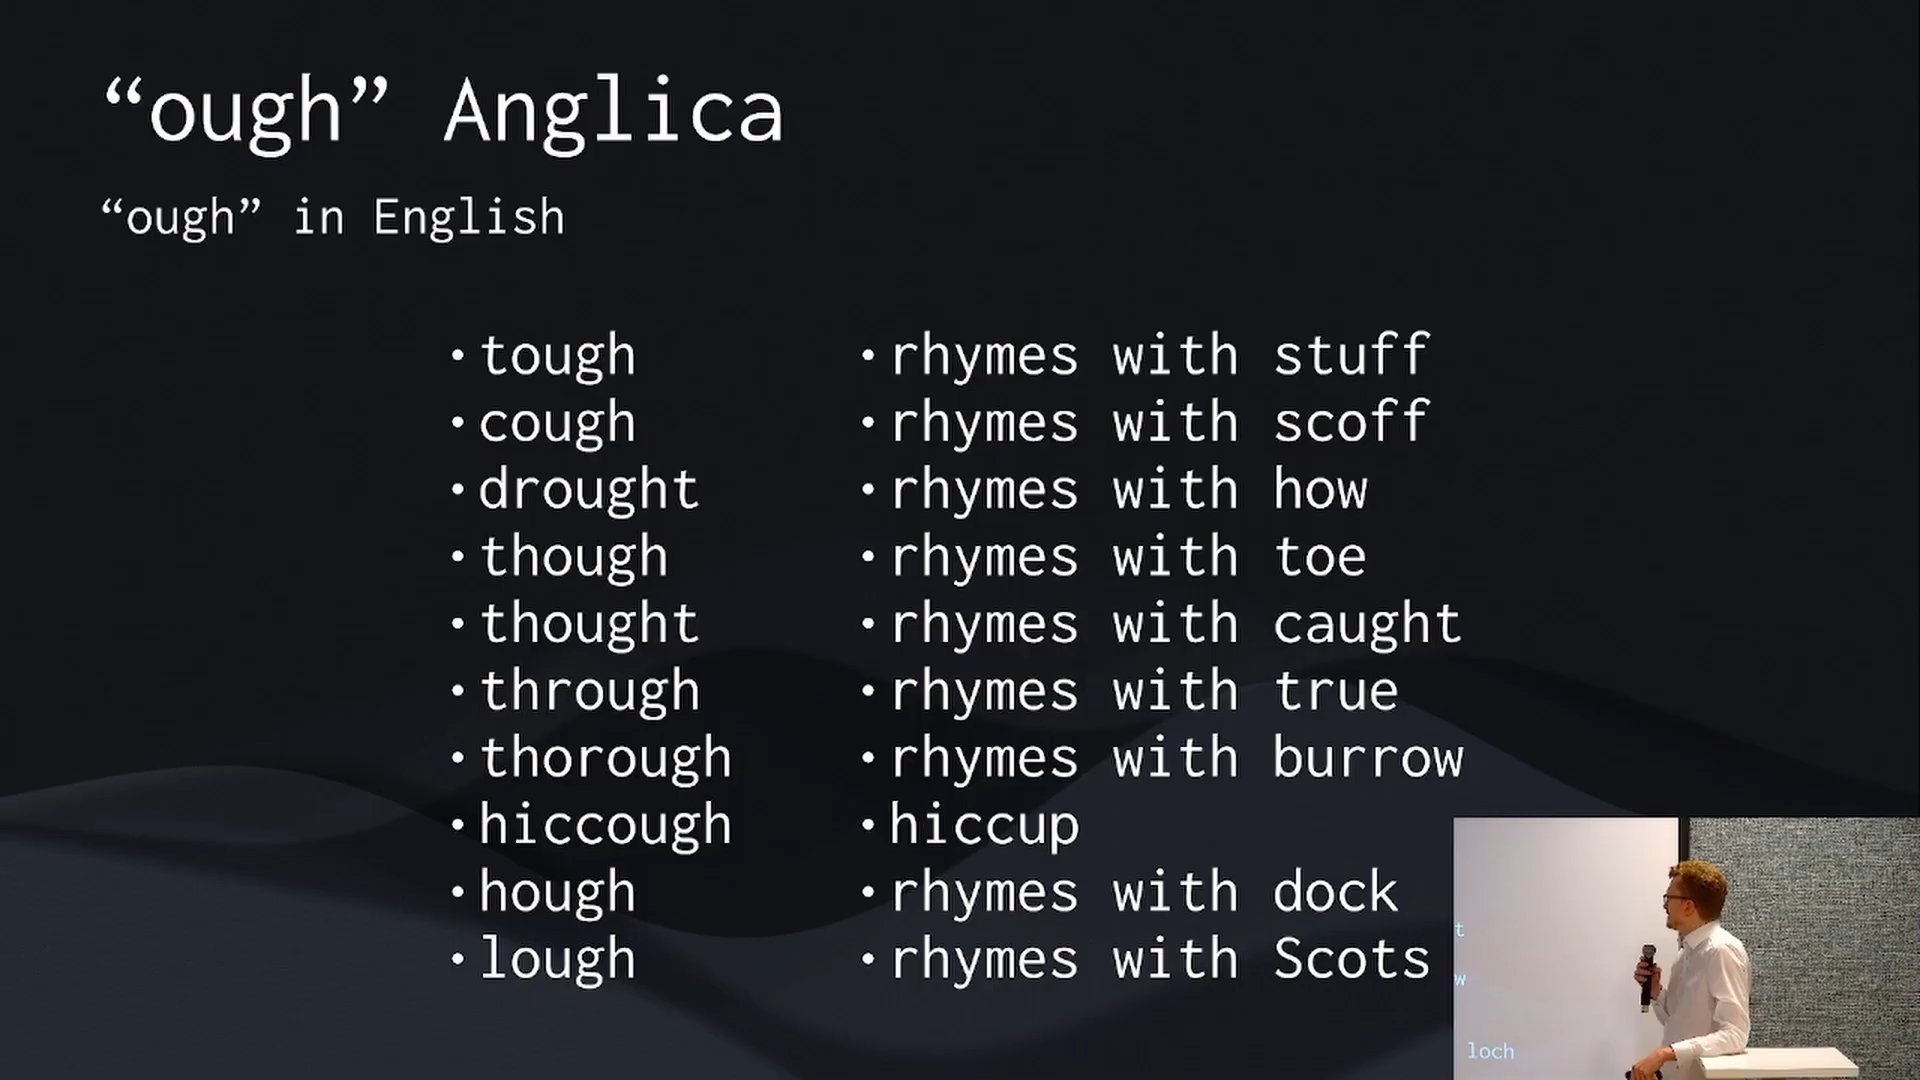 “ough” Anglica
“ough” in English
• tough • rhymes with stuff
• cough • rhymes with scoff
• drought • rhymes with how
• though • rhymes with toe
• thought • rhymes with caught
• through • rhymes with true
• thorough • rhymes with burrow
• hiccough • hiccup
• hough • rhymes with dock
• lough • rhymes with Scots
t
w
loch